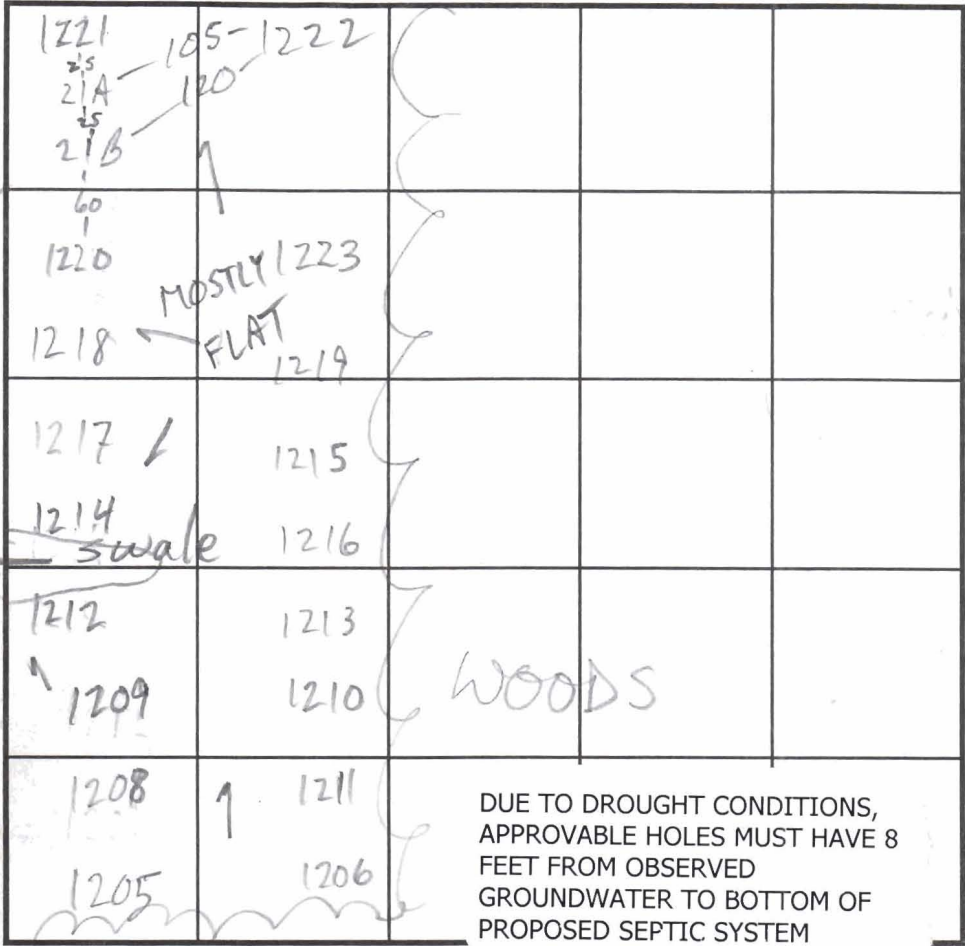 1221
25
21A - 105 - 1222
25
21B - 120
60
1220
MOSTLY 1223
1218
FLAT
1219
1217
1215
1214
swale
1216
1212
1213
1209
1210
WOODS
1208
1211
1205
1206
DUE TO DROUGHT CONDITIONS,
APPROVABLE HOLES MUST HAVE 8
FEET FROM OBSERVED
GROUNDWATER TO BOTTOM OF
PROPOSED SEPTIC SYSTEM